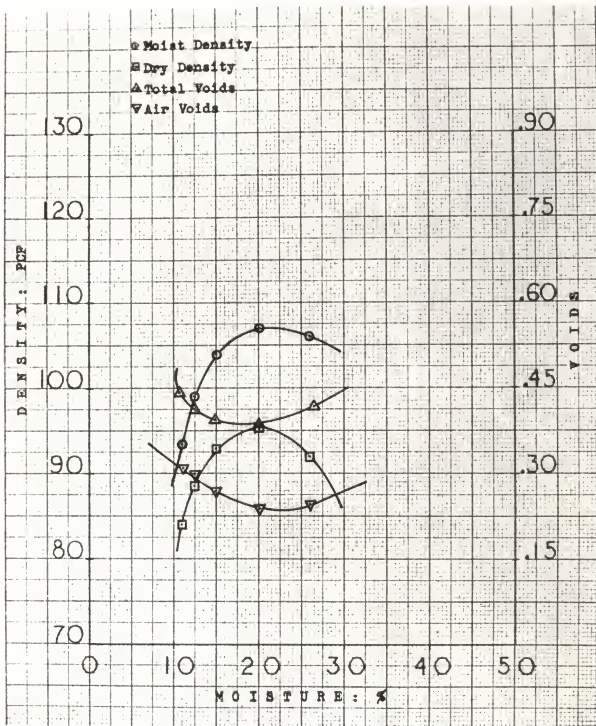 ⊙ Moist Density
⊡ Dry Density
△ Total Voids
▽ Air Voids
130
120
110
100
90
80
70
DENSITY: PCF
.90
.75
.60
.45
.30
.15
VOIDS
0 10 20 30 40 50
MOISTURE: %